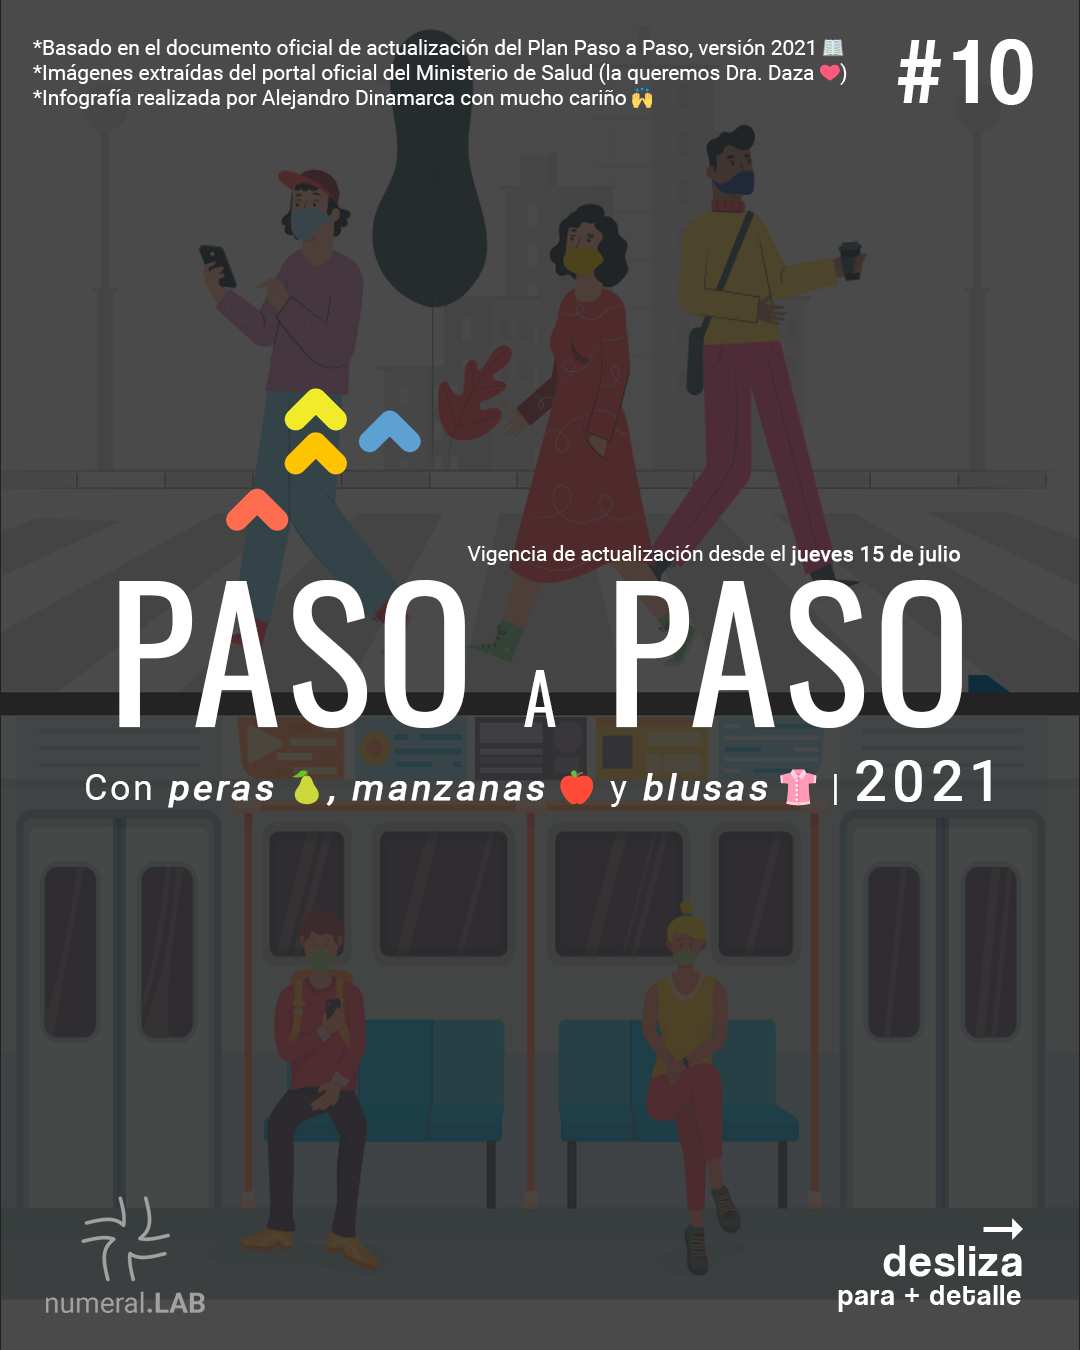 *Basado en el documento oficial de actualización del Plan Paso a Paso, versión 2021 📖
*Imágenes extraídas del portal oficial del Ministerio de Salud (la queremos Dra. Daza ❤️)
*Infografía realizada por Alejandro Dinamarca con mucho cariño 🙌
#10
Vigencia de actualización desde el jueves 15 de julio
PASO A PASO
Con peras 🍐, manzanas 🍎 y blusas 👚 | 2021
numeral.LAB
→
desliza
para + detalle